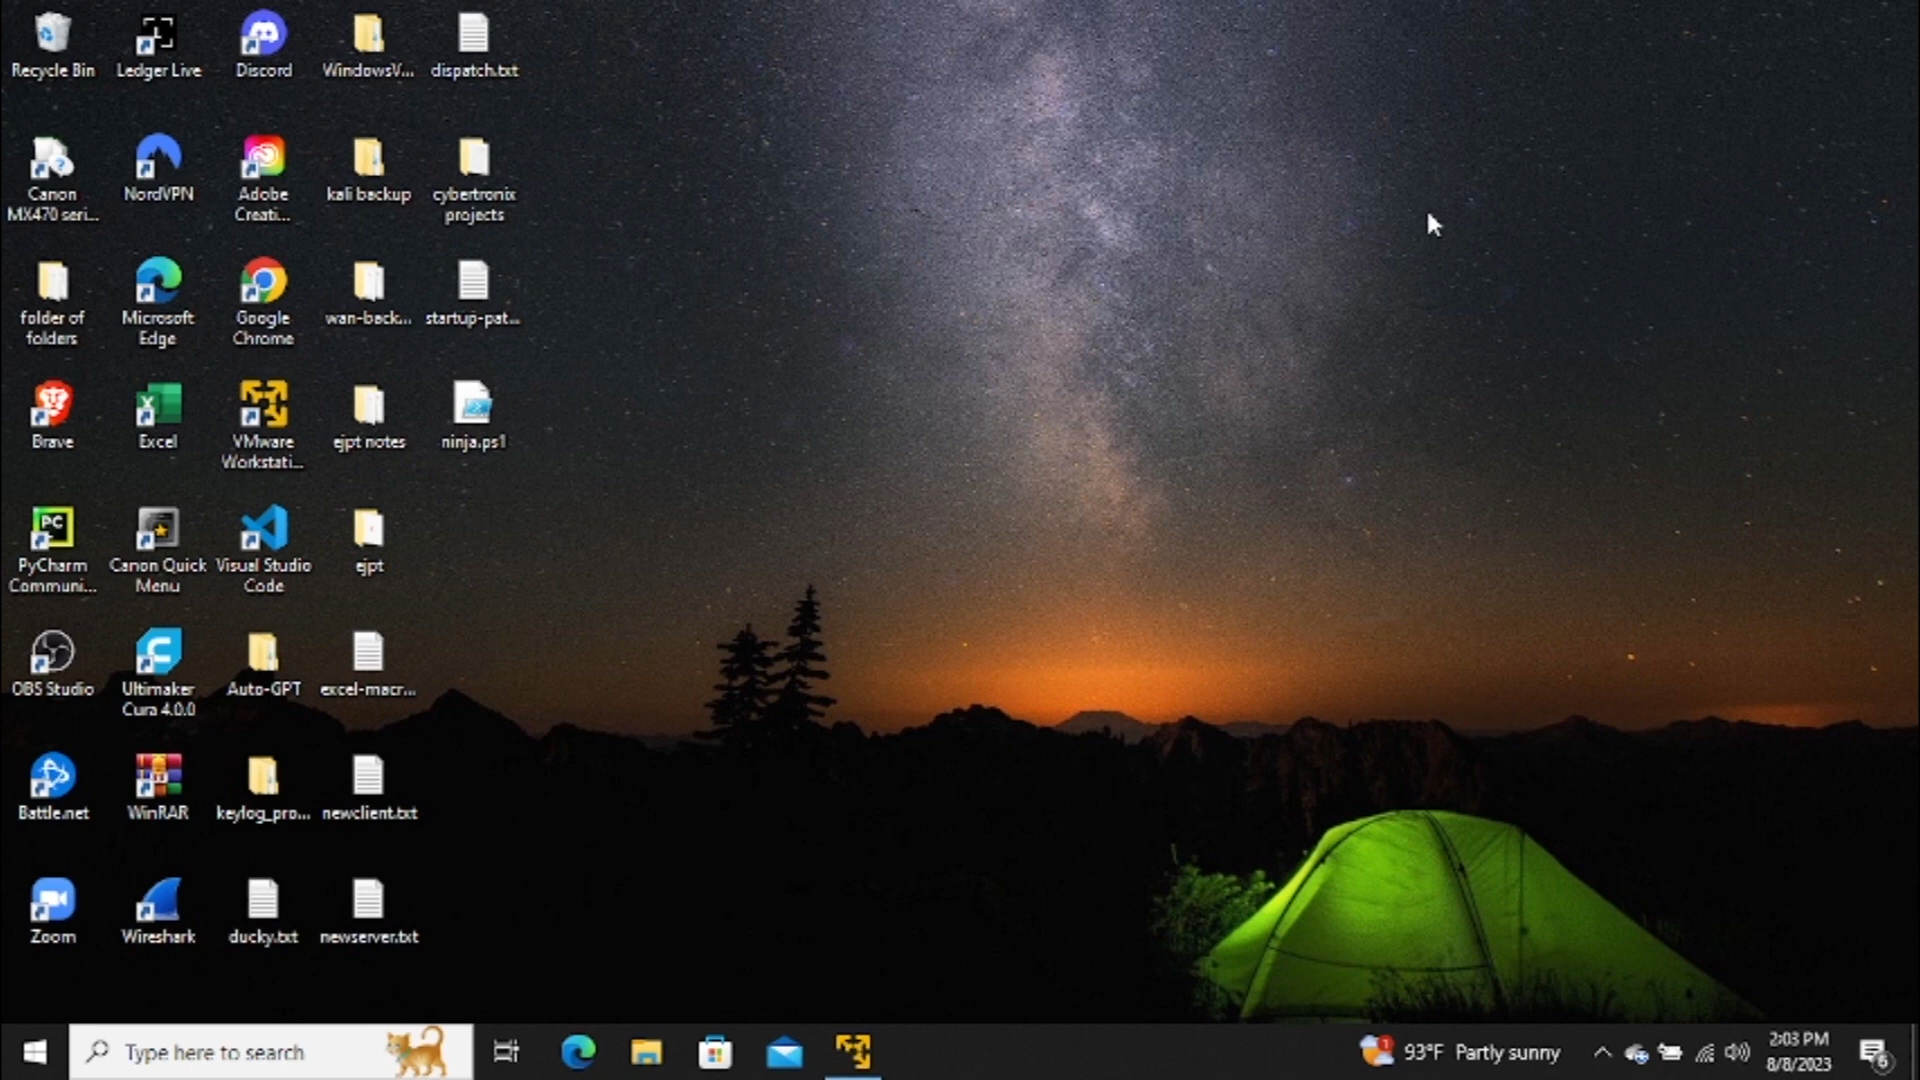 Recycle Bin
Ledger Live
Discord
WindowsV...
dispatch.txt
Canon
MX470 seri...
NordVPN
Adobe
Creati...
kali backup
cybertronix
projects
folder of
folders
Microsoft
Edge
Google
Chrome
wan-back...
startup-pat...
Brave
Excel
VMware
Workstati...
ejpt notes
ninja.ps1
PC
PyCharm
Communi...
Canon Quick
Menu
Visual Studio
Code
ejpt
OBS Studio
Ultimaker
Cura 4.0.0
Auto-GPT
excel-macr...
Battle.net
WinRAR
keylog_pro...
newclient.txt
Zoom
Wireshark
ducky.txt
newserver.txt
Type here to search
1
93°F Partly sunny
2:03 PM
8/8/2023
6